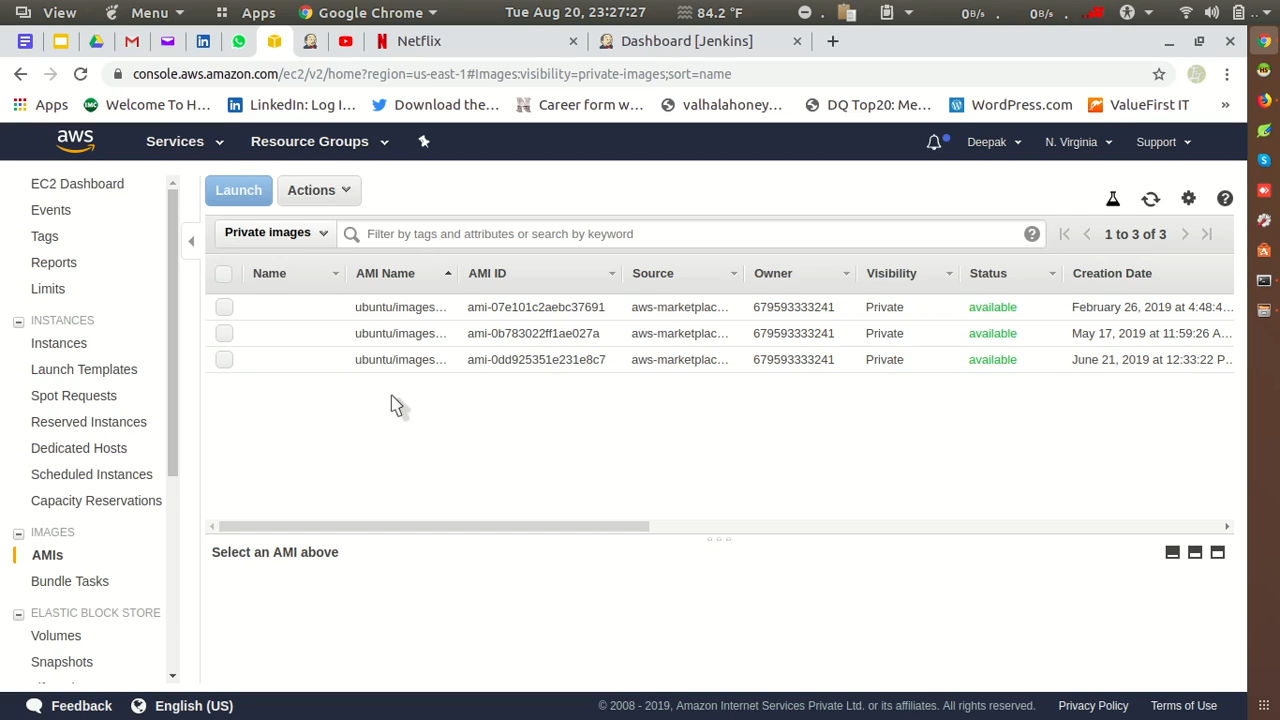 View Menu Apps Google Chrome Tue Aug 20, 23:27:27 84.2 °F 0B/s 0B/s
Netflix Dashboard [Jenkins]
console.aws.amazon.com/ec2/v2/home?region=us-east-1#Images:visibility=private-images;sort=name
Apps Welcome To H... LinkedIn: Log I... Download the... Career form w... valhalahoney... DQ Top20: Me... WordPress.com ValueFirst IT »
aws Services Resource Groups Deepak N. Virginia Support
EC2 Dashboard
Events
Tags
Reports
Limits
INSTANCES
Instances
Launch Templates
Spot Requests
Reserved Instances
Dedicated Hosts
Scheduled Instances
Capacity Reservations
IMAGES
AMIs
Bundle Tasks
ELASTIC BLOCK STORE
Volumes
Snapshots
Launch Actions
Private images Filter by tags and attributes or search by keyword 1 to 3 of 3
Name AMI Name AMI ID Source Owner Visibility Status Creation Date
ubuntu/images... ami-07e101c2aebc37691 aws-marketplac... 679593333241 Private available February 26, 2019 at 4:48:4...
ubuntu/images... ami-0b783022ff1ae027a aws-marketplac... 679593333241 Private available May 17, 2019 at 11:59:26 A...
ubuntu/images... ami-0dd925351e231e8c7 aws-marketplac... 679593333241 Private available June 21, 2019 at 12:33:22 P...
Select an AMI above
Feedback English (US) © 2008 - 2019, Amazon Internet Services Private Ltd. or its affiliates. All rights reserved. Privacy Policy Terms of Use